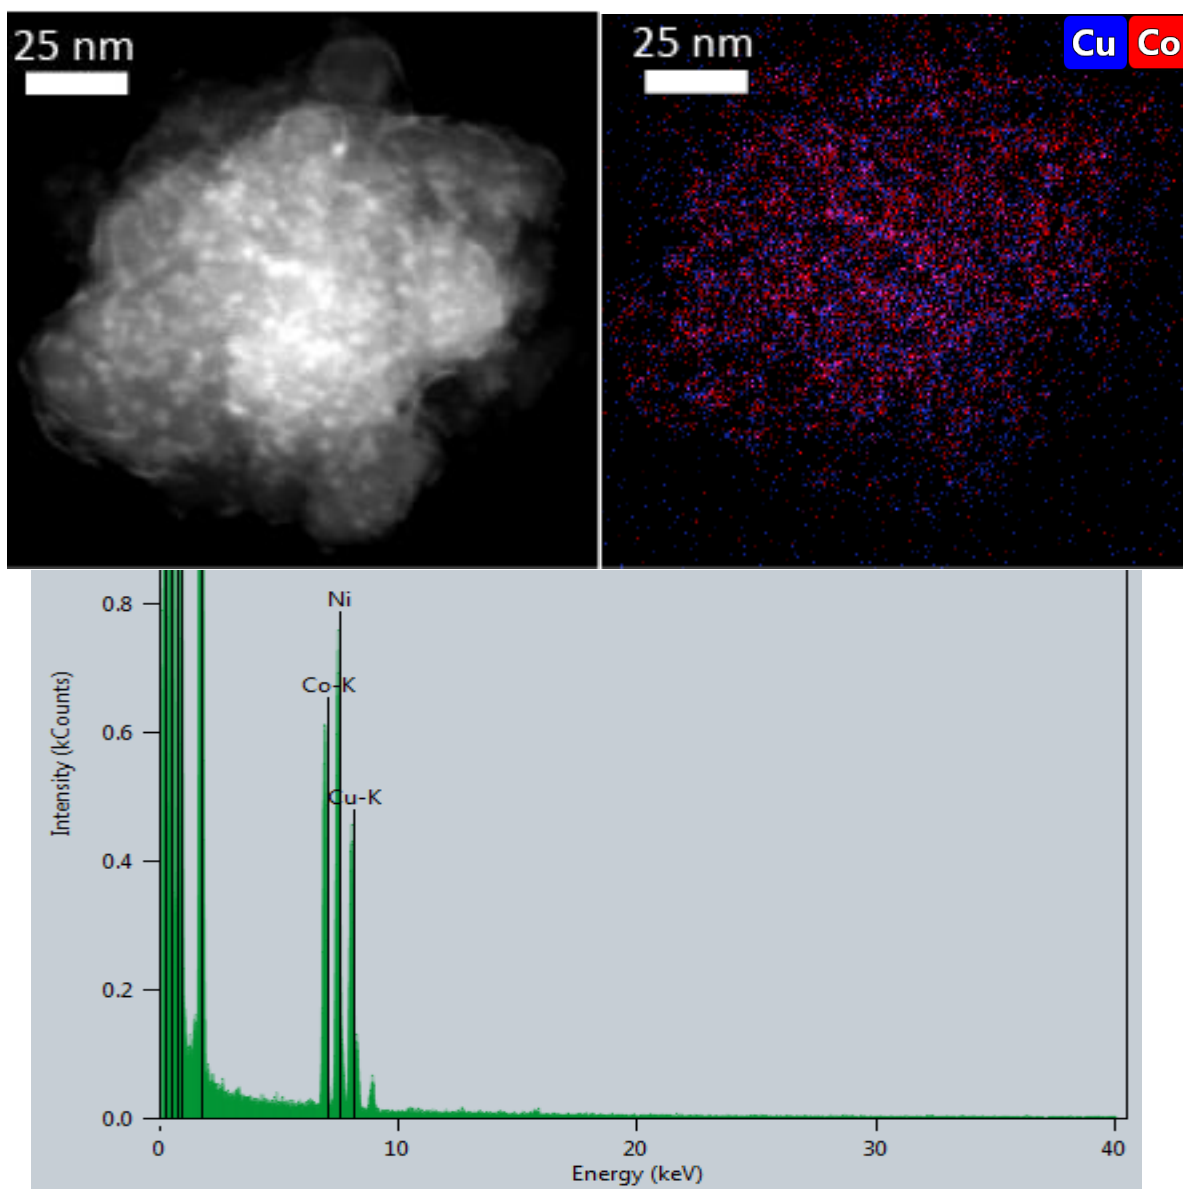 25 nm
25 nm
Cu Co
0.8
0.6
0.4
0.2
0.0
Intensity (kCounts)
Ni
Co-K
Cu-K
0 10 20 30 40
Energy (keV)